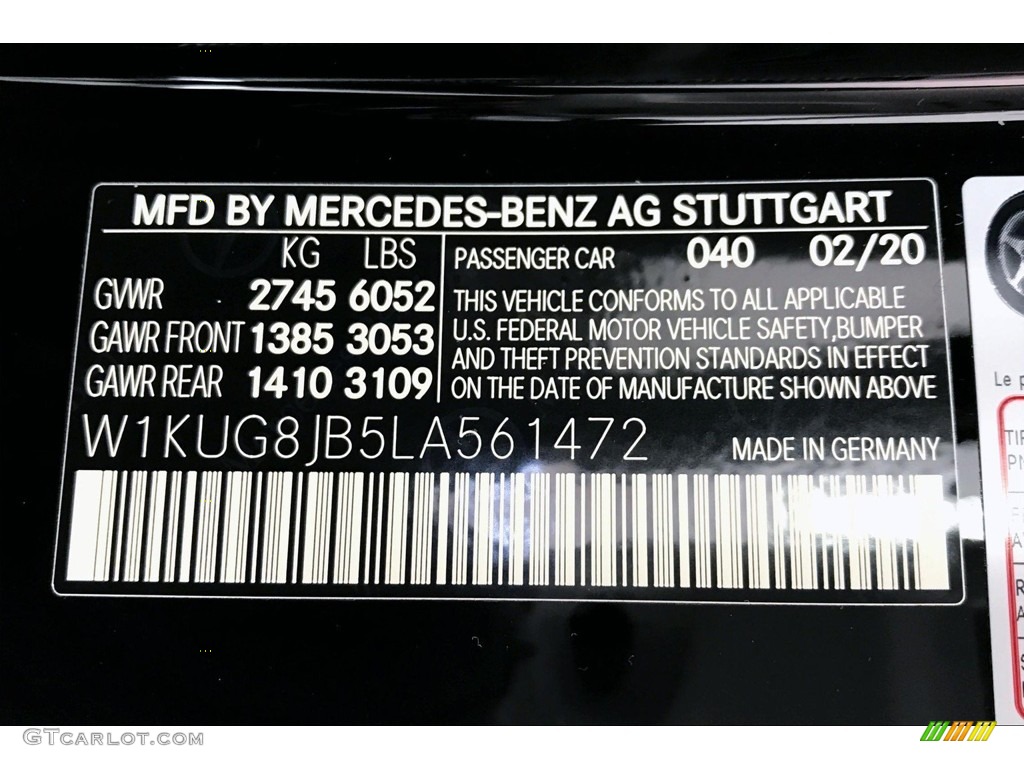 MFD BY MERCEDES-BENZ AG STUTTGART
KG LBS
GVWR 2745 6052
GAWR FRONT 1385 3053
GAWR REAR 1410 3109
PASSENGER CAR 040 02/20
THIS VEHICLE CONFORMS TO ALL APPLICABLE
U.S. FEDERAL MOTOR VEHICLE SAFETY,BUMPER
AND THEFT PREVENTION STANDARDS IN EFFECT
ON THE DATE OF MANUFACTURE SHOWN ABOVE
W1KUG8JB5LA561472
MADE IN GERMANY
Le
GTCarlot.com